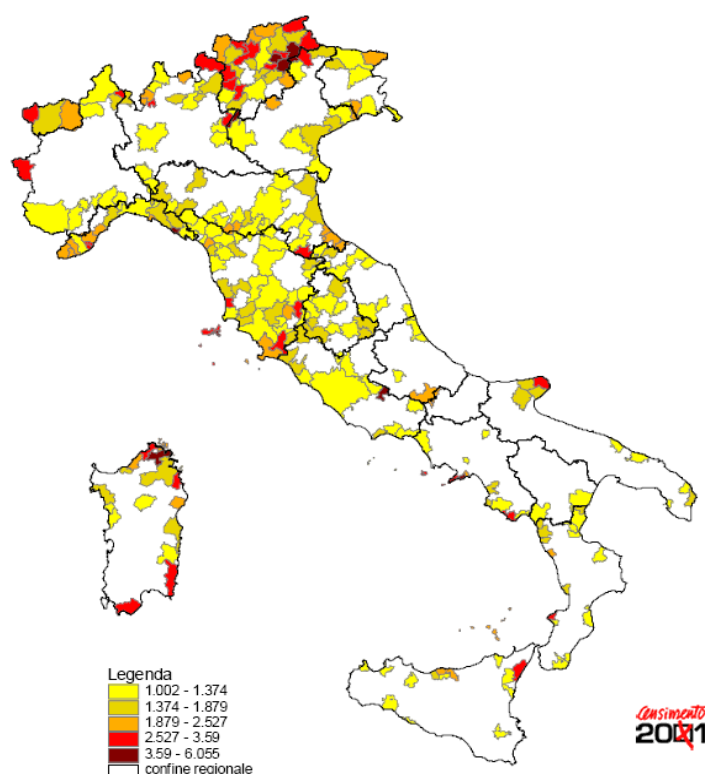 Legenda
1.002 - 1.374
1.374 - 1.879
1.879 - 2.527
2.527 - 3.59
3.59 - 6.055
confine regionale
Censimento
2001